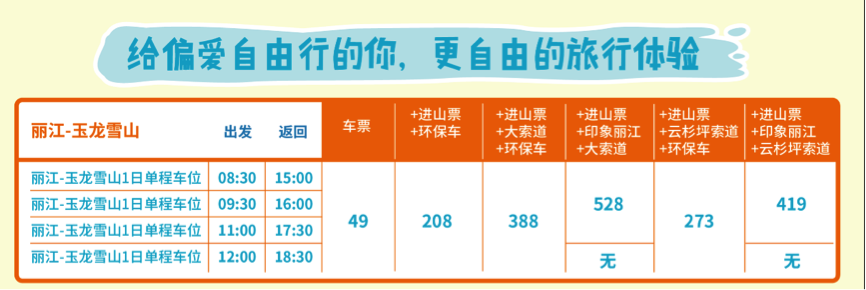 给偏爱自由行的你，更自由的旅行体验
丽江-玉龙雪山 出发 返回 车票 +进山票 +环保车 +进山票 +大索道 +环保车 +进山票 +印象丽江 +大索道 +进山票 +云杉坪索道 +环保车 +进山票 +印象丽江 +云杉坪索道
丽江-玉龙雪山1日单程车位 08:30 15:00
丽江-玉龙雪山1日单程车位 09:30 16:00
丽江-玉龙雪山1日单程车位 11:00 17:30
丽江-玉龙雪山1日单程车位 12:00 18:30
49 208 388 528 273 419
无 无